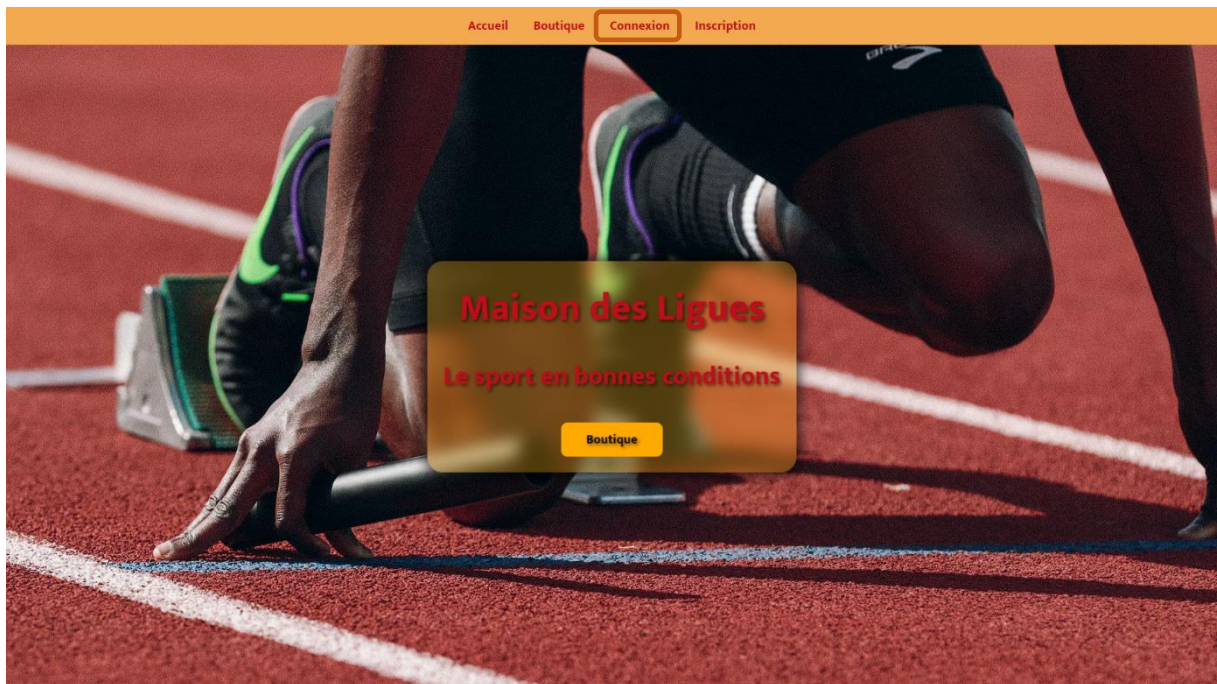 Accueil Boutique Connexion Inscription
Maison des Ligues
Le sport en bonnes conditions
Boutique